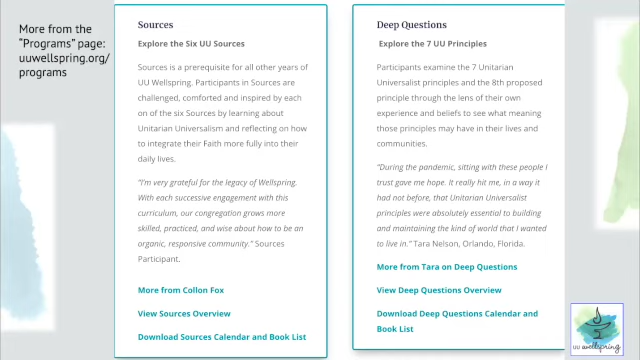 More from the
“Programs” page:
uuwellspring.org/
programs
Sources
Explore the Six UU Sources
Sources is a prerequisite for all other years of
UU Wellspring. Participants in Sources are
challenged, comforted and inspired by each
on of the six Sources by learning about
Unitarian Universalism and reflecting on how
to integrate their Faith more fully into their
daily lives.
“I’m very grateful for the legacy of Wellspring.
With each successive engagement with this
curriculum, our congregation grows more
skilled, practiced, and wise about how to be an
organic, responsive community.” Sources
Participant.
More from Collon Fox
View Sources Overview
Download Sources Calendar and Book List
Deep Questions
Explore the 7 UU Principles
Participants examine the 7 Unitarian
Universalist principles and the 8th proposed
principle through the lens of their own
experience and beliefs to see what meaning
those principles may have in their lives and
communities.
“During the pandemic, sitting with these people I
trust gave me hope. It really hit me, in a way it
had not before, that Unitarian Universalist
principles were absolutely essential to building
and maintaining the kind of world that I wanted
to live in.” Tara Nelson, Orlando, Florida.
More from Tara on Deep Questions
View Deep Questions Overview
Download Deep Questions Calendar and
Book List
UU wellspring